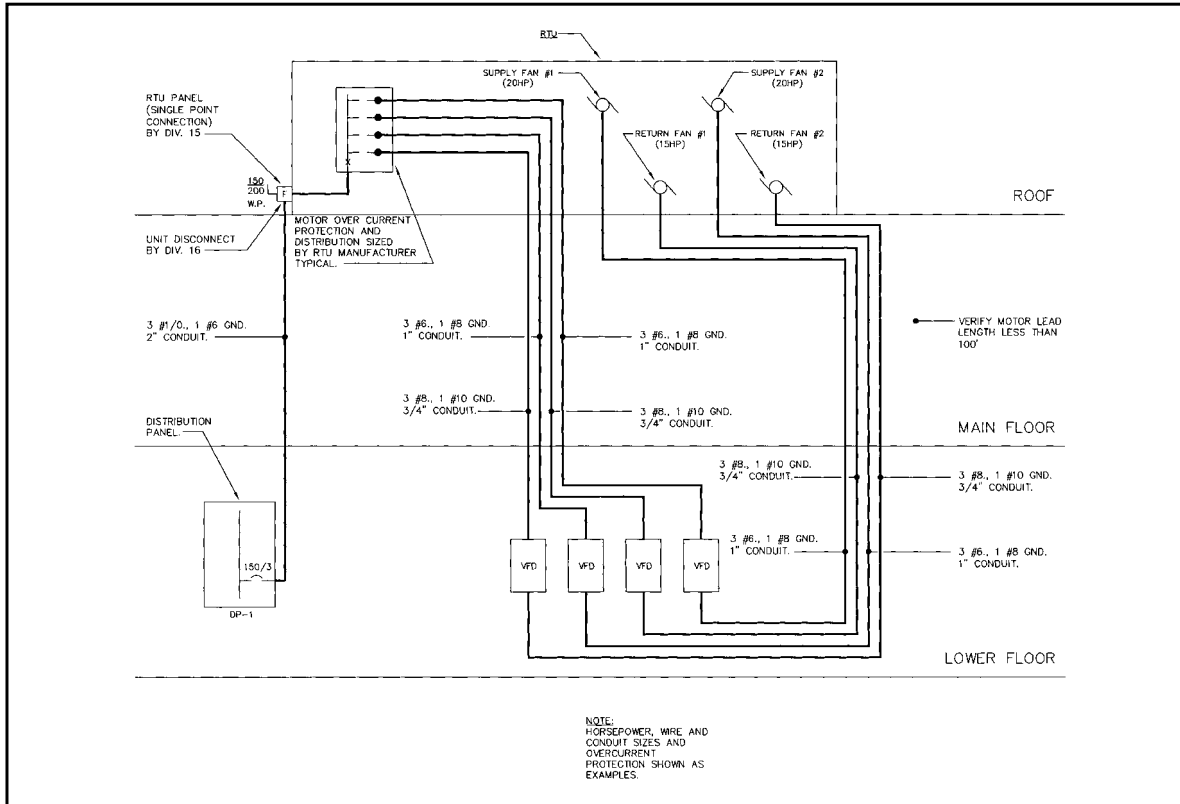 RTU
SUPPLY FAN #1
(20HP)
SUPPLY FAN #2
(20HP)
RTU PANEL
(SINGLE POINT
CONNECTION)
BY DIV. 15
RETURN FAN #1
(15HP)
RETURN FAN #2
(15HP)
150
200
W.P.
F
ROOF
UNIT DISCONNECT
BY DIV. 16
MOTOR OVER CURRENT
PROTECTION AND
DISTRIBUTION SIZED
BY RTU MANUFACTURER
TYPICAL.
3 #1/0., 1 #6 GND.
2" CONDUIT.
3 #6., 1 #8 GND.
1" CONDUIT.
3 #6., 1 #8 GND.
1" CONDUIT.
VERIFY MOTOR LEAD
LENGTH LESS THAN
100'
3 #8., 1 #10 GND.
3/4" CONDUIT.
3 #8., 1 #10 GND.
3/4" CONDUIT.
DISTRIBUTION
PANEL.
MAIN FLOOR
3 #8., 1 #10 GND.
3/4" CONDUIT.
3 #8., 1 #10 GND.
3/4" CONDUIT.
3 #6., 1 #8 GND.
1" CONDUIT.
3 #6., 1 #8 GND.
1" CONDUIT.
150/3
VFD
VFD
VFD
VFD
DP-1
LOWER FLOOR
NOTE:
HORSEPOWER, WIRE AND
CONDUIT SIZES AND
OVERCURRENT
PROTECTION SHOWN AS
EXAMPLES.